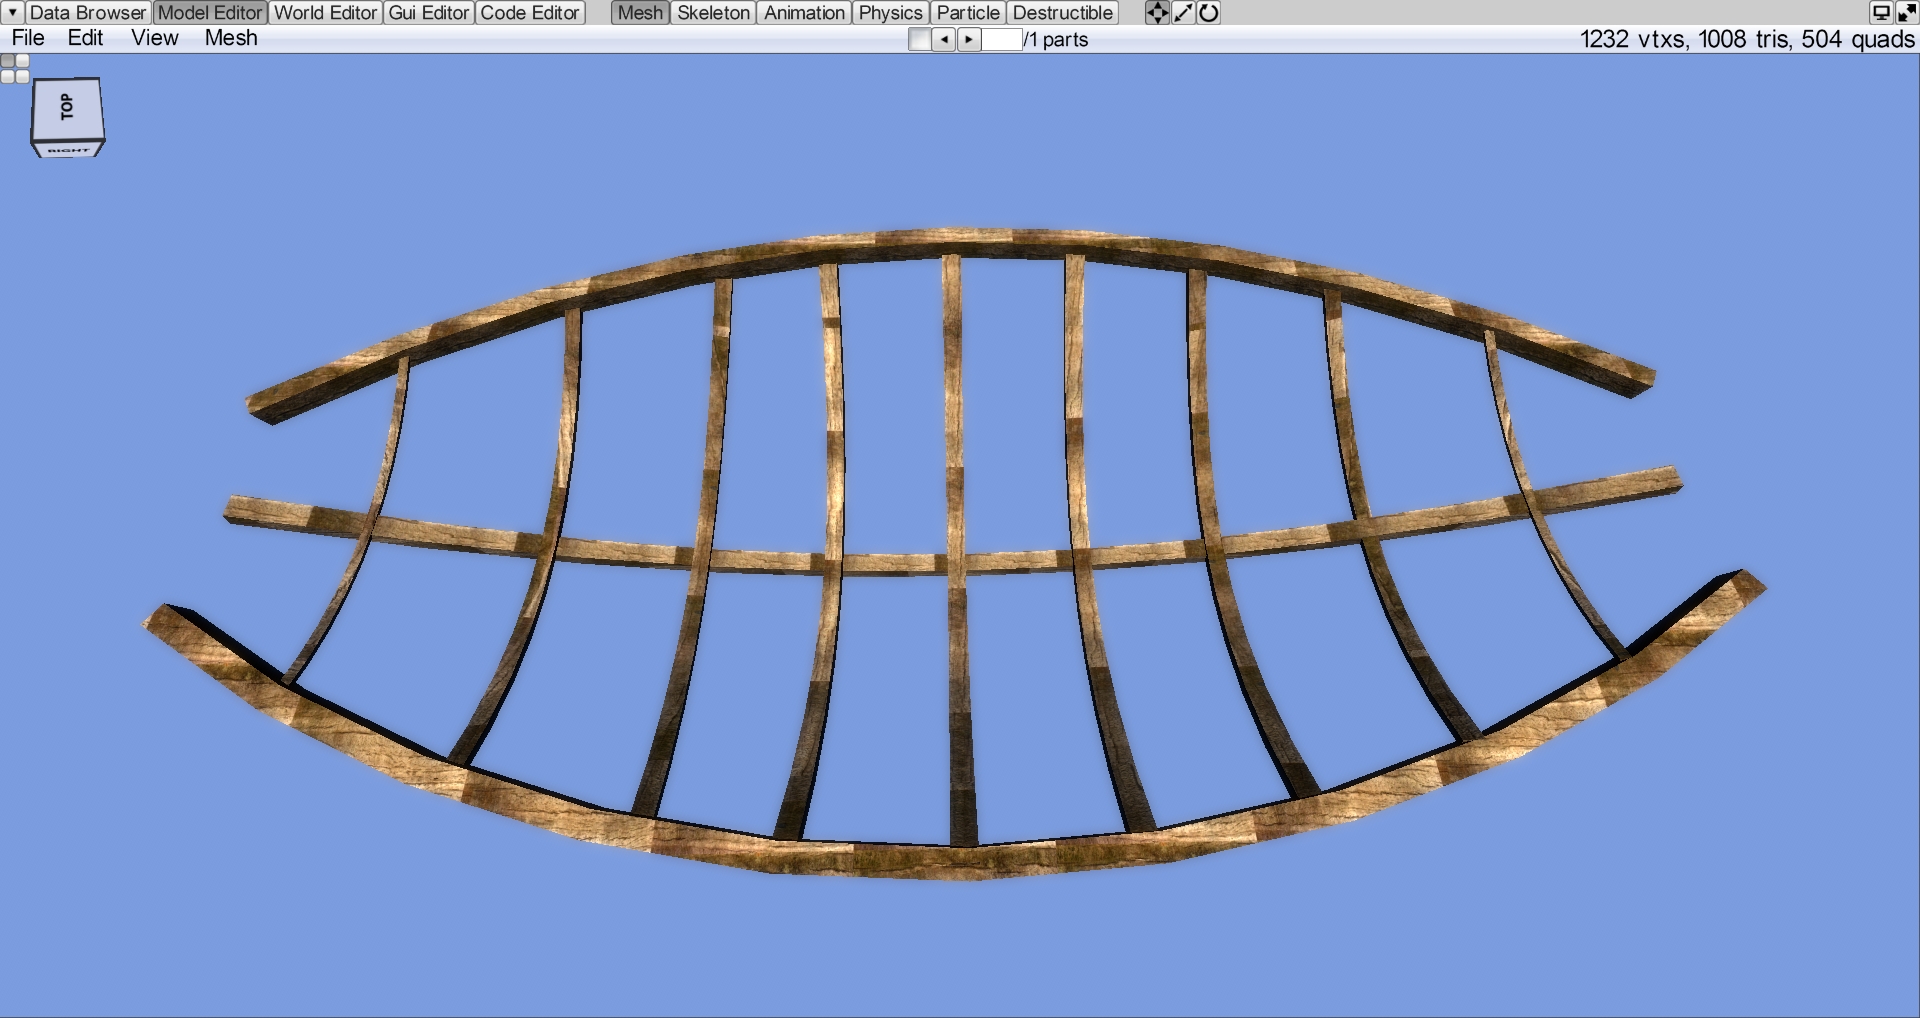 Data Browser Model Editor World Editor Gui Editor Code Editor Mesh Skeleton Animation Physics Particle Destructible
File Edit View Mesh /1 parts 1232 vtxs, 1008 tris, 504 quads
TOP
RIGHT